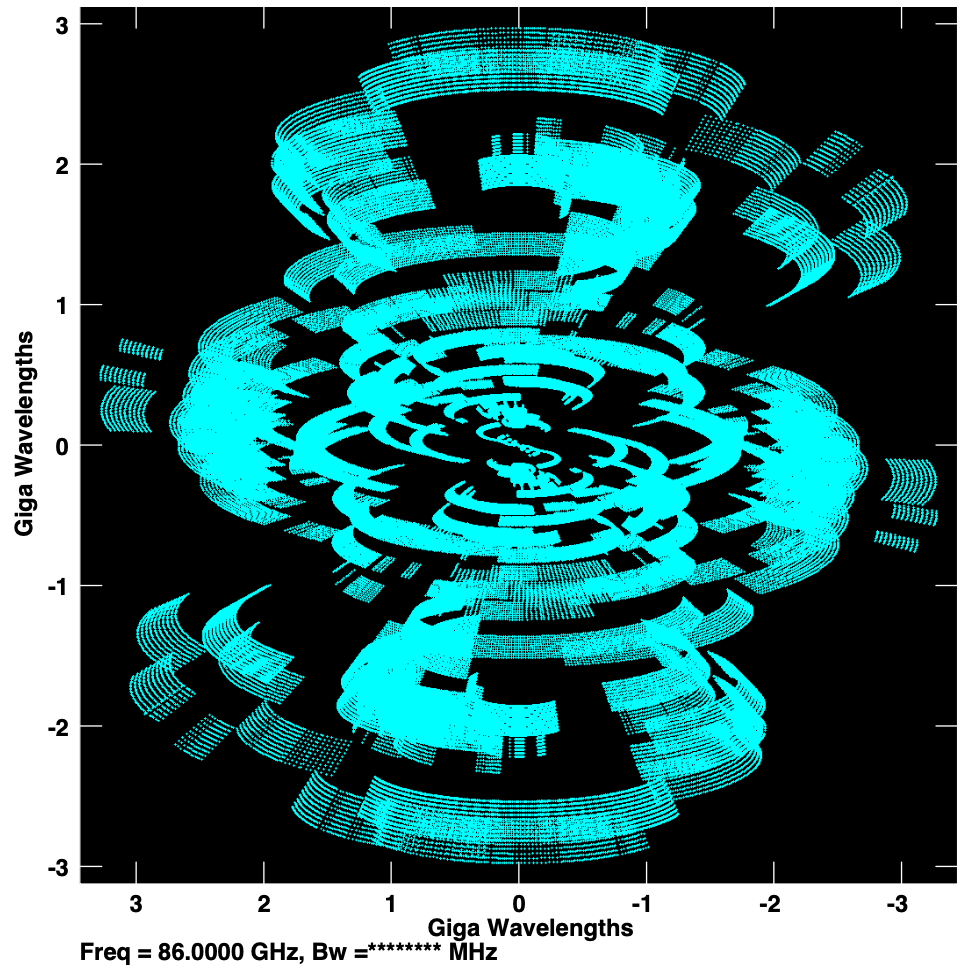 3
2
1
0
-1
-2
-3
Giga Wavelengths
3 2 1 0 -1 -2 -3
Giga Wavelengths
Freq = 86.0000 GHz, Bw =******** MHz